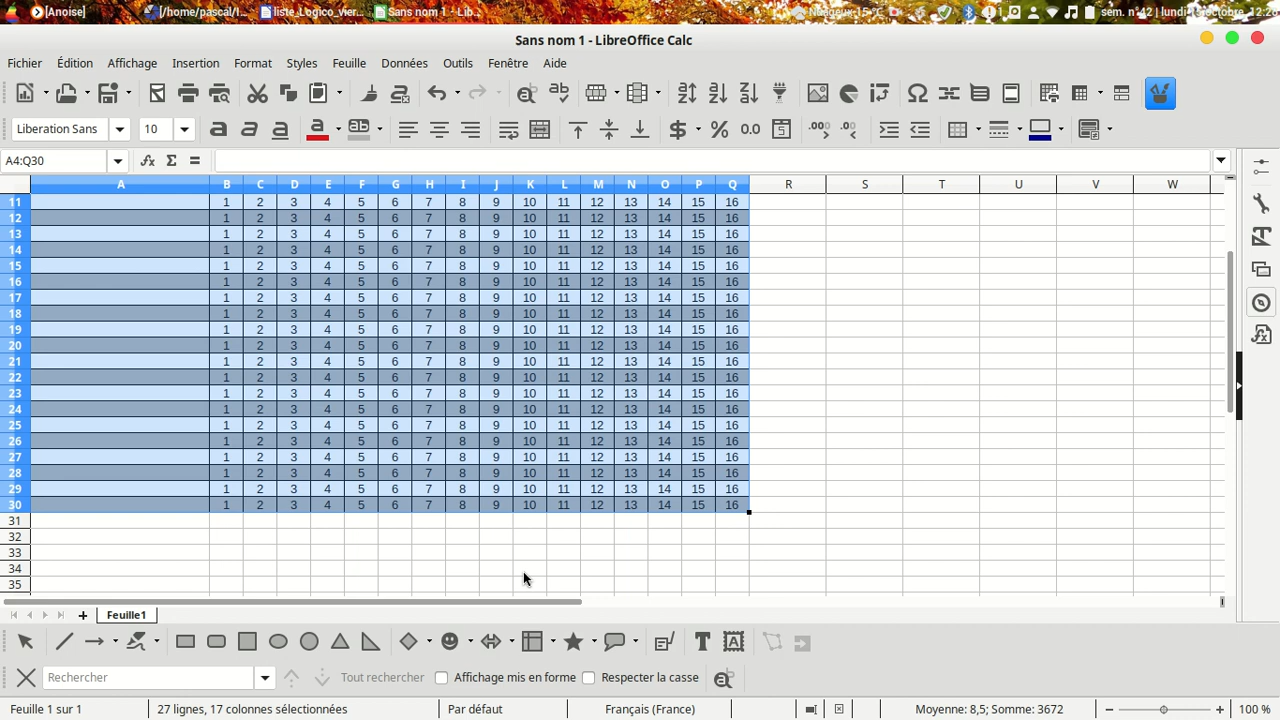 [Anoise] [/home/pascal/I... liste_Logico_vier... Sans nom 1 - Lib... Nuageux 15 °C 1 sem. n°42 | lundi
Sans nom 1 - LibreOffice Calc
Fichier Édition Affichage Insertion Format Styles Feuille Données Outils Fenêtre Aide
Liberation Sans 10 a a a a ab $ % 0.0 .000 .00
A4:Q30 fx Σ =
A B C D E F G H I J K L M N O P Q R S T U V W
11 1 2 3 4 5 6 7 8 9 10 11 12 13 14 15 16
12 1 2 3 4 5 6 7 8 9 10 11 12 13 14 15 16
13 1 2 3 4 5 6 7 8 9 10 11 12 13 14 15 16
14 1 2 3 4 5 6 7 8 9 10 11 12 13 14 15 16
15 1 2 3 4 5 6 7 8 9 10 11 12 13 14 15 16
16 1 2 3 4 5 6 7 8 9 10 11 12 13 14 15 16
17 1 2 3 4 5 6 7 8 9 10 11 12 13 14 15 16
18 1 2 3 4 5 6 7 8 9 10 11 12 13 14 15 16
19 1 2 3 4 5 6 7 8 9 10 11 12 13 14 15 16
20 1 2 3 4 5 6 7 8 9 10 11 12 13 14 15 16
21 1 2 3 4 5 6 7 8 9 10 11 12 13 14 15 16
22 1 2 3 4 5 6 7 8 9 10 11 12 13 14 15 16
23 1 2 3 4 5 6 7 8 9 10 11 12 13 14 15 16
24 1 2 3 4 5 6 7 8 9 10 11 12 13 14 15 16
25 1 2 3 4 5 6 7 8 9 10 11 12 13 14 15 16
26 1 2 3 4 5 6 7 8 9 10 11 12 13 14 15 16
27 1 2 3 4 5 6 7 8 9 10 11 12 13 14 15 16
28 1 2 3 4 5 6 7 8 9 10 11 12 13 14 15 16
29 1 2 3 4 5 6 7 8 9 10 11 12 13 14 15 16
30 1 2 3 4 5 6 7 8 9 10 11 12 13 14 15 16
31
32
33
34
35
Feuille1
Rechercher Tout rechercher Affichage mis en forme Respecter la casse
Feuille 1 sur 1 27 lignes, 17 colonnes sélectionnées Par défaut Français (France) Moyenne: 8,5; Somme: 3672 100 %